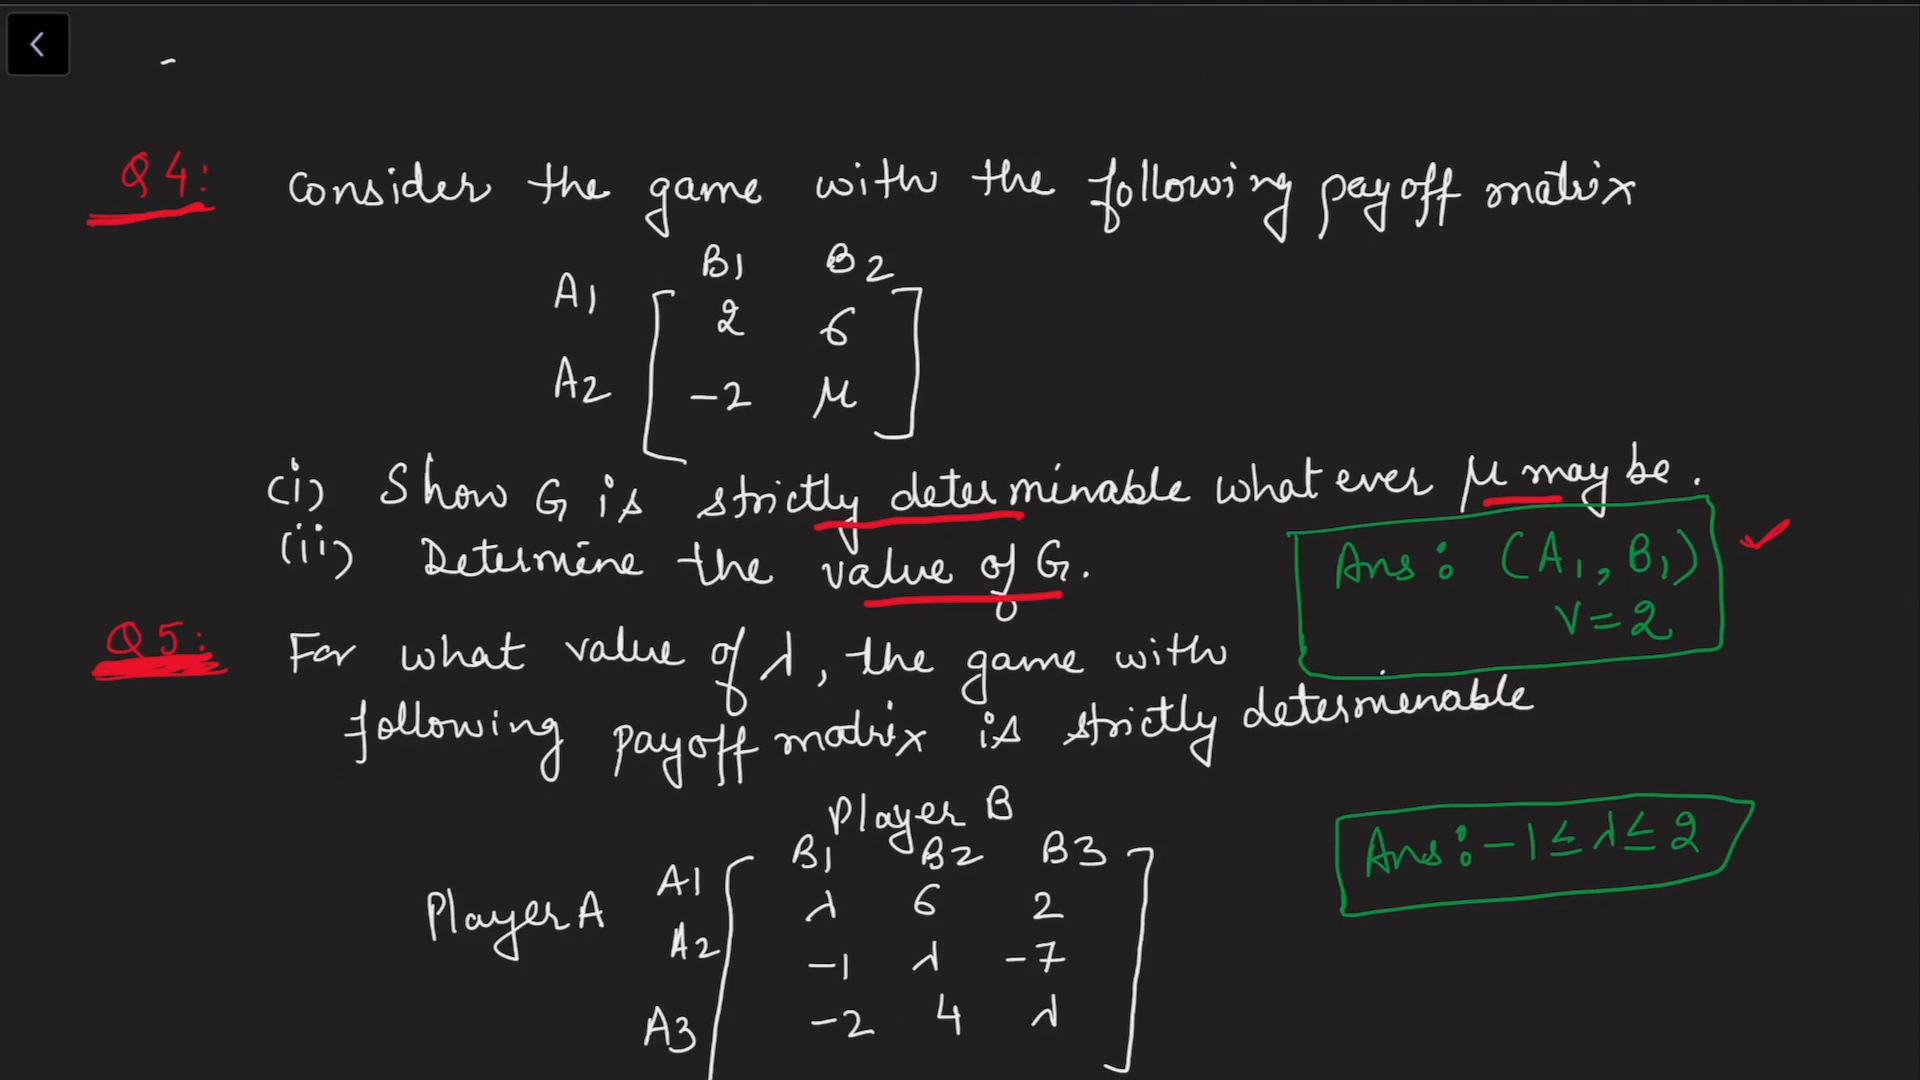 Q4: Consider the game with the following payoff matrix
B1 B2
A1 2 6
A2 -2 μ
(i) Show G is strictly determinable what ever μ may be.
(ii) Determine the value of G.
Ans: (A1, B1)
V=2
Q5: For what value of λ, the game with
following payoff matrix is strictly determinable
Player B
B1 B2 B3
Ans: -1≤λ≤2
Player A A1 λ 6 2
A2 -1 λ -7
A3 -2 4 λ